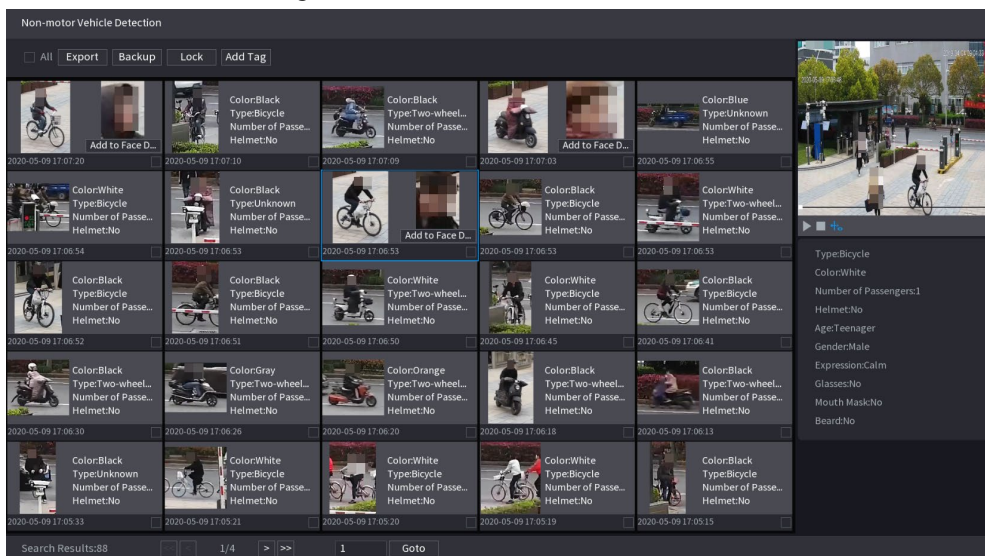 Non-motor Vehicle Detection
All Export Backup Lock Add Tag
Add to Face D...
2020-05-09 17:07:20
Color:Black
Type:Bicycle
Number of Passe...
Helmet:No
2020-05-09 17:07:10
Color:Black
Type:Two-wheel...
Number of Passe...
Helmet:No
2020-05-09 17:07:09
Add to Face D...
2020-05-09 17:07:03
Color:Blue
Type:Unknown
Number of Passe...
Helmet:No
2020-05-09 17:06:55
Color:White
Type:Bicycle
Number of Passe...
Helmet:No
2020-05-09 17:06:54
Color:Black
Type:Unknown
Number of Passe...
Helmet:No
2020-05-09 17:06:53
Add to Face D...
2020-05-09 17:06:53
Color:Black
Type:Bicycle
Number of Passe...
Helmet:No
2020-05-09 17:06:53
Color:White
Type:Two-wheel...
Number of Passe...
Helmet:No
2020-05-09 17:06:53
Color:Black
Type:Bicycle
Number of Passe...
Helmet:No
2020-05-09 17:06:52
Color:Black
Type:Bicycle
Number of Passe...
Helmet:No
2020-05-09 17:06:51
Color:White
Type:Two-wheel...
Number of Passe...
Helmet:No
2020-05-09 17:06:50
Color:White
Type:Bicycle
Number of Passe...
Helmet:No
2020-05-09 17:06:45
Color:Black
Type:Bicycle
Number of Passe...
Helmet:No
2020-05-09 17:06:41
Color:Black
Type:Two-wheel...
Number of Passe...
Helmet:No
2020-05-09 17:06:30
Color:Gray
Type:Two-wheel...
Number of Passe...
Helmet:No
2020-05-09 17:06:26
Color:Orange
Type:Two-wheel...
Number of Passe...
Helmet:No
2020-05-09 17:06:20
Color:Black
Type:Two-wheel...
Number of Passe...
Helmet:No
2020-05-09 17:06:18
Color:Black
Type:Two-wheel...
Number of Passe...
Helmet:No
2020-05-09 17:06:13
Color:Black
Type:Unknown
Number of Passe...
Helmet:No
2020-05-09 17:05:33
Color:White
Type:Bicycle
Number of Passe...
Helmet:No
2020-05-09 17:05:21
Color:White
Type:Bicycle
Number of Passe...
Helmet:No
2020-05-09 17:05:20
Color:White
Type:Bicycle
Number of Passe...
Helmet:No
2020-05-09 17:05:19
Color:Black
Type:Bicycle
Number of Passe...
Helmet:No
2020-05-09 17:05:15
Type:Bicycle
Color:White
Number of Passengers:1
Helmet:No
Age:Teenager
Gender:Male
Expression:Calm
Glasses:No
Mouth Mask:No
Beard:No
Search Results:88 << < 1/4 > >> 1 Goto